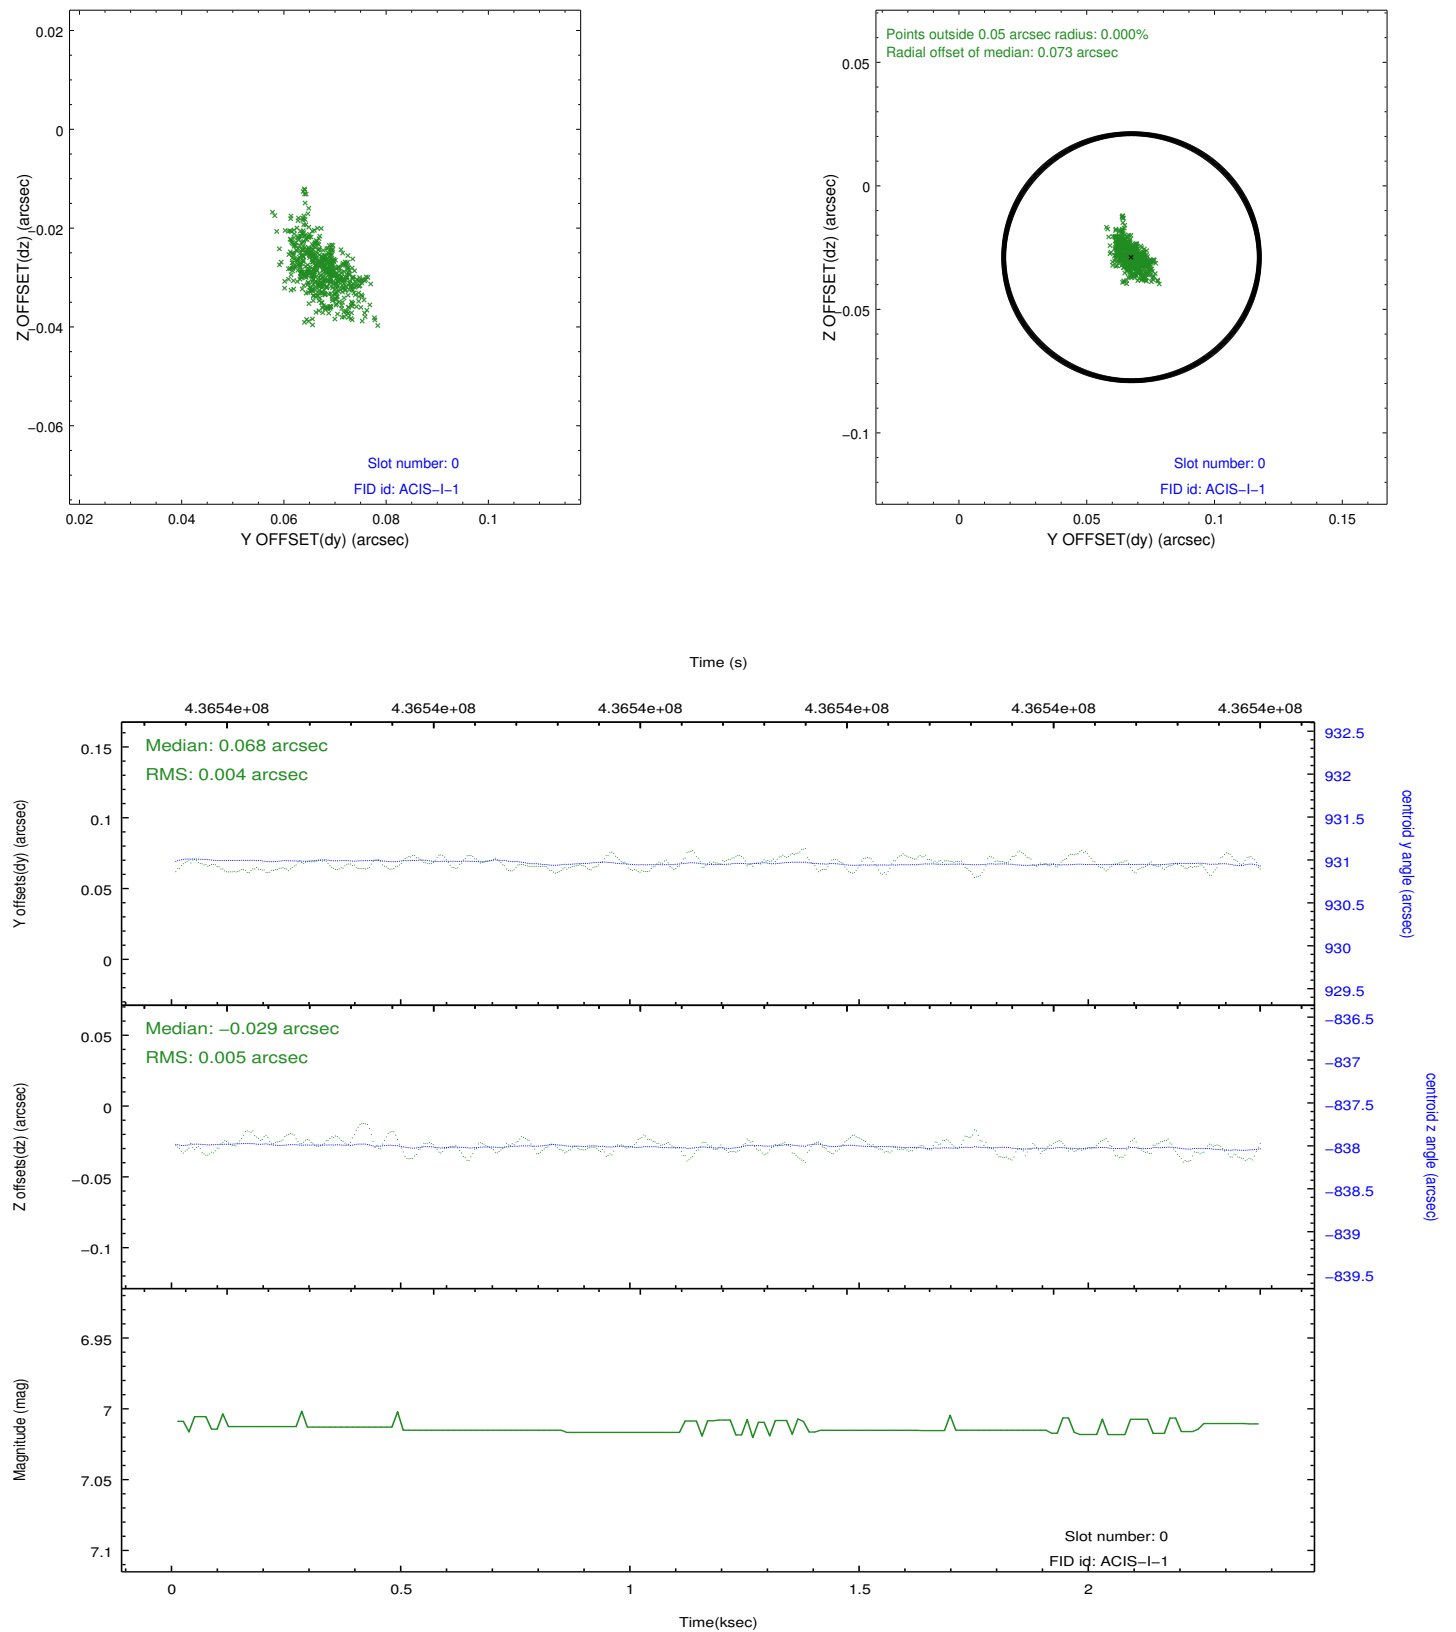 0.02
0
−0.02
−0.04
−0.06
Z OFFSET(dz) (arcsec)
Slot number: 0
FID id: ACIS−I−1
0.02 0.04 0.06 0.08 0.1
Y OFFSET(dy) (arcsec)
Points outside 0.05 arcsec radius: 0.000%
Radial offset of median: 0.073 arcsec
0.05
0
−0.05
−0.1
Z OFFSET(dz) (arcsec)
Slot number: 0
FID id: ACIS−I−1
0 0.05 0.1 0.15
Y OFFSET(dy) (arcsec)
Time (s)
4.3654e+08 4.3654e+08 4.3654e+08 4.3654e+08 4.3654e+08 4.3654e+08
Median: 0.068 arcsec
RMS: 0.004 arcsec
0.15
0.1
0.05
0
Y offsets(dy) (arcsec)
932.5
932
931.5
931
930.5
930
929.5
centroid y angle (arcsec)
Median: −0.029 arcsec
RMS: 0.005 arcsec
0.05
0
−0.05
−0.1
Z offsets(dz) (arcsec)
−836.5
−837
−837.5
−838
−838.5
−839
−839.5
centroid z angle (arcsec)
6.95
7
7.05
7.1
Magnitude (mag)
Slot number: 0
FID id: ACIS−I−1
0 0.5 1 1.5 2
Time(ksec)